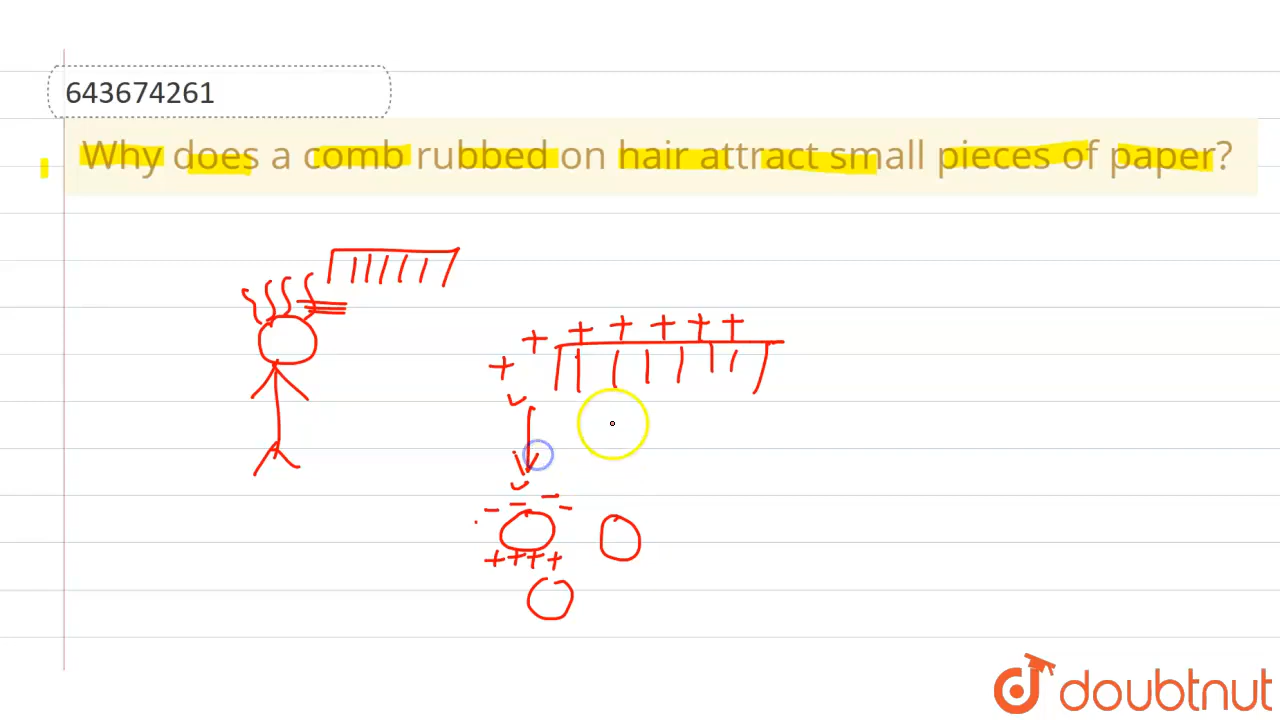 643674261
Why does a comb rubbed on hair attract small pieces of paper?
+ + + + + +
+
- - - -
+ + + +
doubtnut